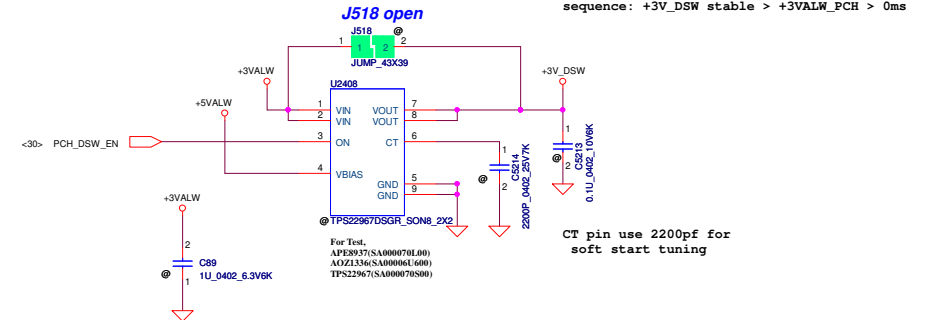 sequence: +3V_DSW stable > +3VALW_PCH > 0ms
J518 open
J518 @
1 1 2 2
JUMP_43X39
+3VALW
+3V_DSW
U2408
+5VALW
1 VIN VOUT 7
2 VIN VOUT 8
<30> PCH_DSW_EN
3 ON CT 6
4 VBIAS
GND 5
GND 9
@ TPS22967DSGR_SON8_2X2
1
@
2
C5214
2200P_0402_25V7K
1
@
2
C5213
0.1U_0402_10V6K
+3VALW
2
C89
@
1U_0402_6.3V6K
1
For Test,
APE8937(SA000070L00)
AOZ1336(SA00006U600)
TPS22967(SA000070S00)
CT pin use 2200pf for
soft start tuning